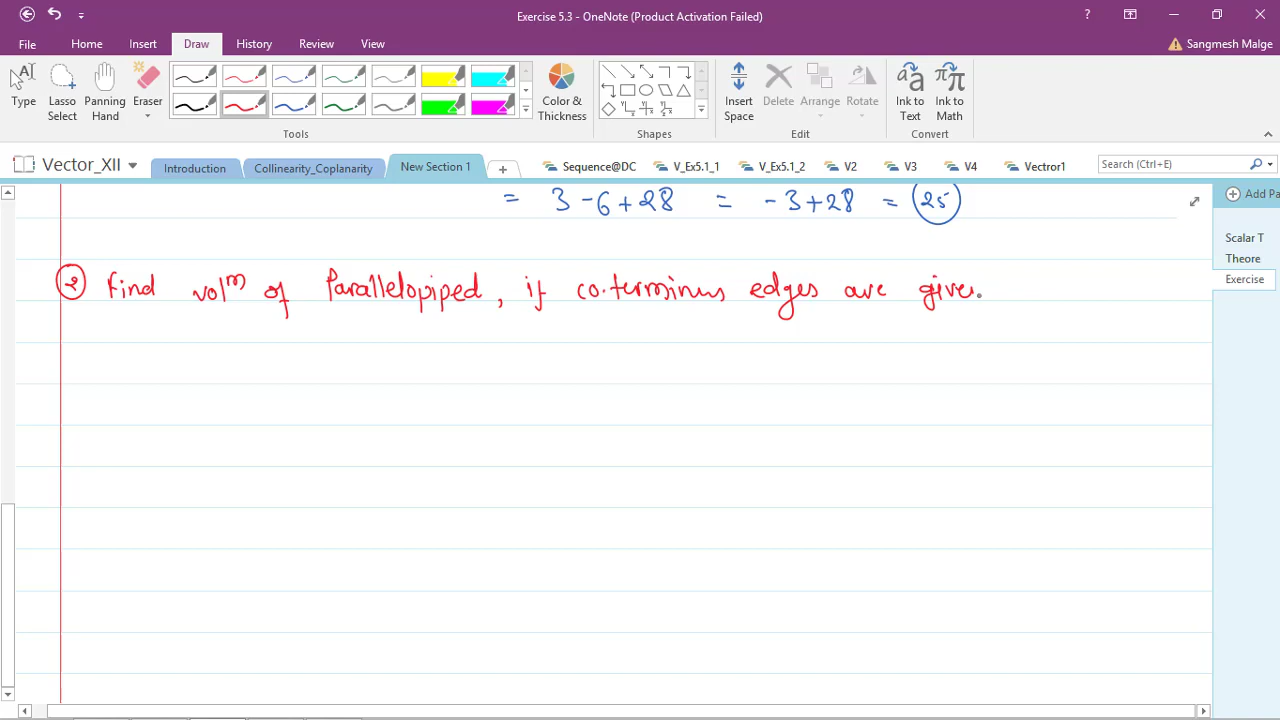 Exercise 5.3 - OneNote (Product Activation Failed)
?
File Home Insert Draw History Review View
Sangmesh Malge
Type
Lasso Select
Panning Hand
Eraser
Color & Thickness
Insert Space
Delete
Arrange
Rotate
Ink to Text
Ink to Math
Tools
Shapes
Edit
Convert
Vector_XII
Introduction
Collinearity_Coplanarity
New Section 1
Sequence@DC
V_Ex5.1_1
V_Ex5.1_2
V2
V3
V4
Vectror1
Search (Ctrl+E)
= 3 - 6 + 28 = - 3 + 28 = 25
Add Pa
Scalar T
Theore
Exercise
2 Find volm of Parallelopiped, if co.terminus edges are given